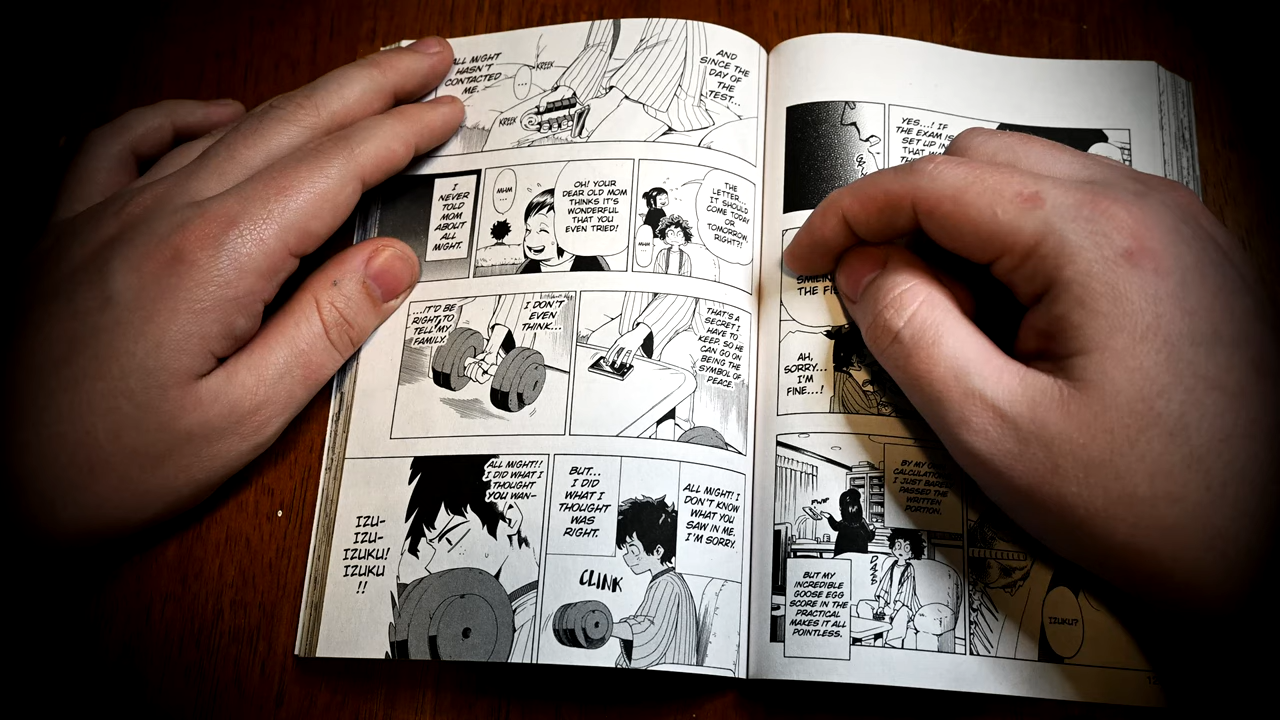 YES...! IF
THE EXAM IS
SET UP IN
THAT
THE
AH,
SORRY...
I'M
FINE...!
BY MY
I JUST
PASSED THE
WRITTEN
PORTION.
FWP
BUT MY
INCREDIBLE
GOOSE EGG
SCORE IN THE
PRACTICAL
MAKES IT ALL
POINTLESS.
IZUKU?
AND
SINCE THE
DAY OF
THE
TEST...
KREEK
...
ALL MIGHT
HASN'T
CONTACTED
ME.
KREEK
THE
LETTER...
IT SHOULD
COME TODAY
OR
TOMORROW,
RIGHT?!
MHM
OH! YOUR
DEAR OLD MOM
THINKS IT'S
WONDERFUL
THAT YOU
EVEN TRIED!
MHM
...
I
NEVER
TOLD
MOM
ABOUT
ALL
MIGHT.
THAT'S A
SECRET I
HAVE TO
KEEP. SO HE
CAN GO ON
BEING THE
SYMBOL OF
PEACE.
I DON'T
EVEN
THINK...
...IT'D BE
RIGHT TO
TELL MY
FAMILY.
ALL MIGHT! I
DON'T KNOW
WHAT YOU
SAW IN ME.
I'M SORRY.
BUT...
I DID
WHAT I
THOUGHT
WAS
RIGHT.
CLINK
ALL MIGHT!!
I DID WHAT I
THOUGHT
YOU WAN-
IZU-
IZU-
IZUKU!
IZUKU
!!